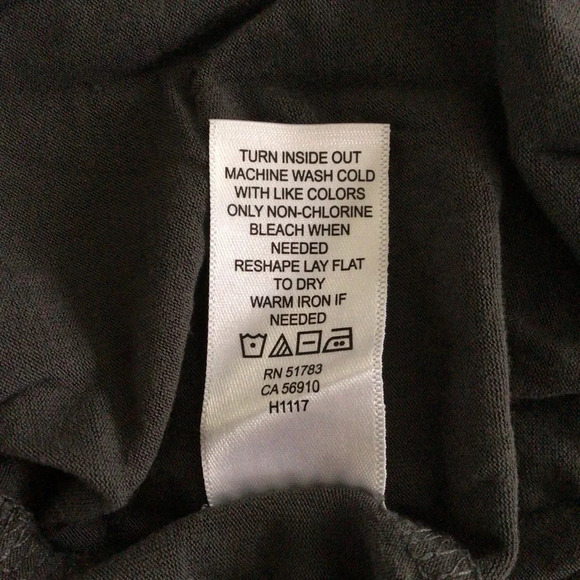 TURN INSIDE OUT
MACHINE WASH COLD
WITH LIKE COLORS
ONLY NON-CHLORINE
BLEACH WHEN
NEEDED
RESHAPE LAY FLAT
TO DRY
WARM IRON IF
NEEDED
RN 51783
CA 56910
H1117